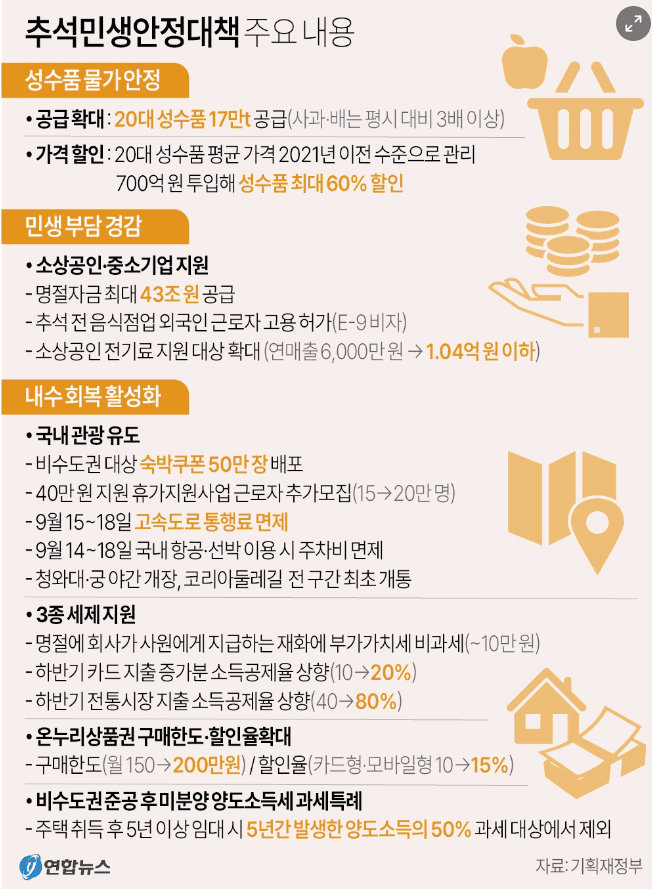 추석민생안정대책 주요 내용
성수품 물가 안정
• 공급 확대 : 20대 성수품 17만t 공급(사과·배는 평시 대비 3배 이상)
• 가격 할인 : 20대 성수품 평균 가격 2021년 이전 수준으로 관리
700억 원 투입해 성수품 최대 60% 할인
민생 부담 경감
• 소상공인·중소기업 지원
- 명절자금 최대 43조 원 공급
- 추석 전 음식점업 외국인 근로자 고용 허가(E-9 비자)
- 소상공인 전기료 지원 대상 확대 (연매출 6,000만 원 → 1.04억 원 이하)
내수 회복 활성화
• 국내 관광 유도
- 비수도권 대상 숙박쿠폰 50만 장 배포
- 40만 원 지원 휴가지원사업 근로자 추가모집(15→20만 명)
- 9월 15~18일 고속도로 통행료 면제
- 9월 14~18일 국내 항공·선박 이용 시 주차비 면제
- 청와대·궁 야간 개장, 코리아둘레길 전 구간 최초 개통
• 3종 세제 지원
- 명절에 회사가 사원에게 지급하는 재화에 부가가치세 비과세(~10만 원)
- 하반기 카드 지출 증가분 소득공제율 상향(10→20%)
- 하반기 전통시장 지출 소득공제율 상향(40→80%)
• 온누리상품권 구매한도·할인율확대
- 구매한도(월 150→200만원) / 할인율(카드형·모바일형 10→15%)
• 비수도권 준공 후 미분양 양도소득세 과세특례
- 주택 취득 후 5년 이상 임대 시 5년간 발생한 양도소득의 50% 과세 대상에서 제외
y 연합뉴스
자료 : 기획재정부